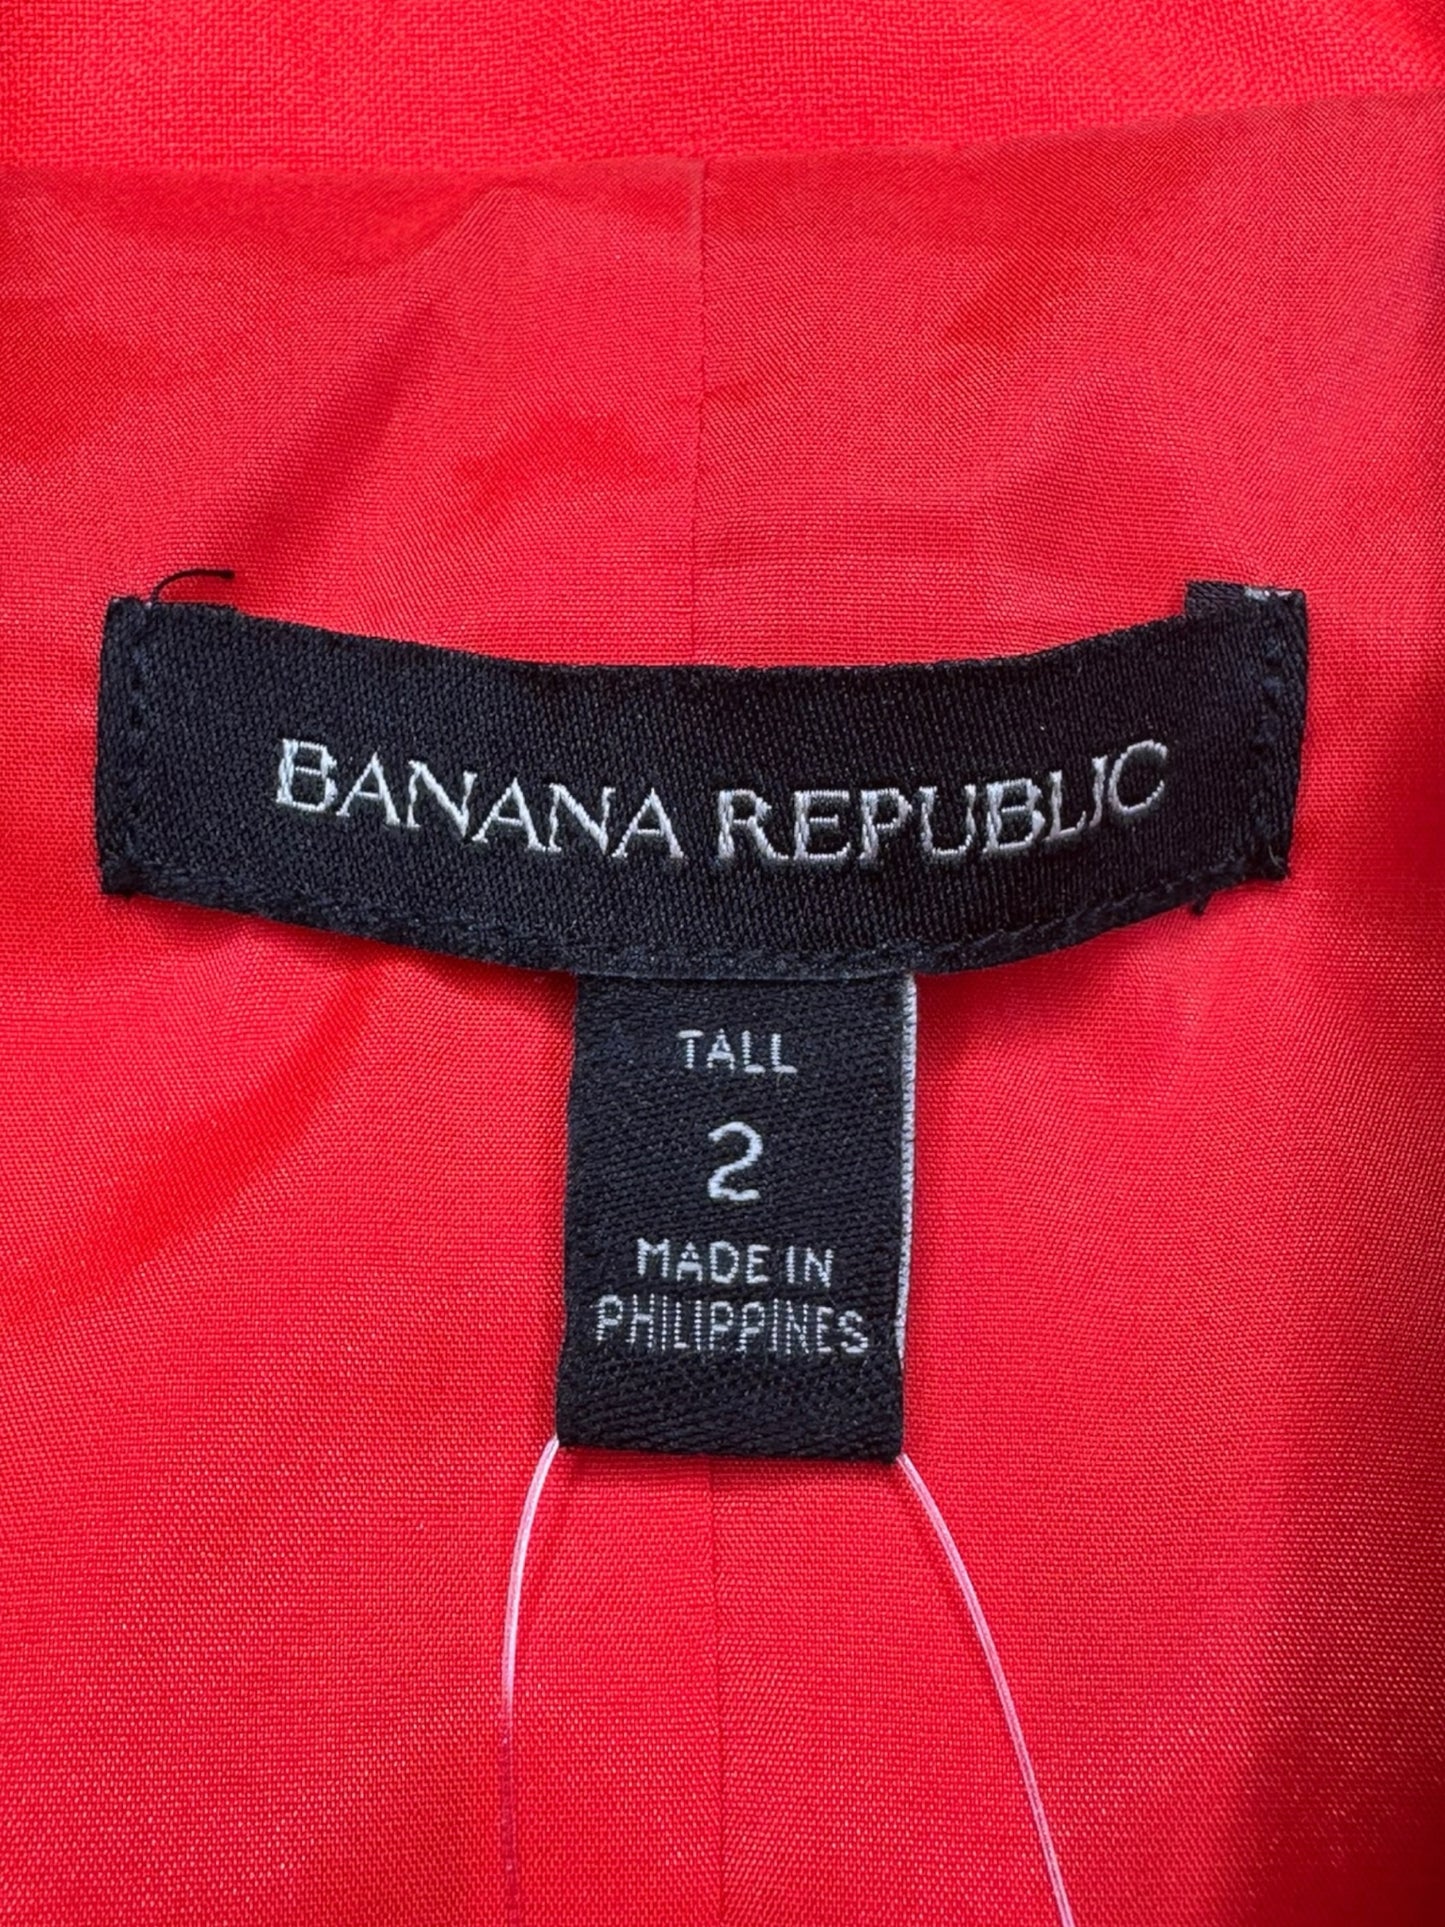 BANANA REPUBLIC
TALL
2
MADE IN
PHILIPPINES